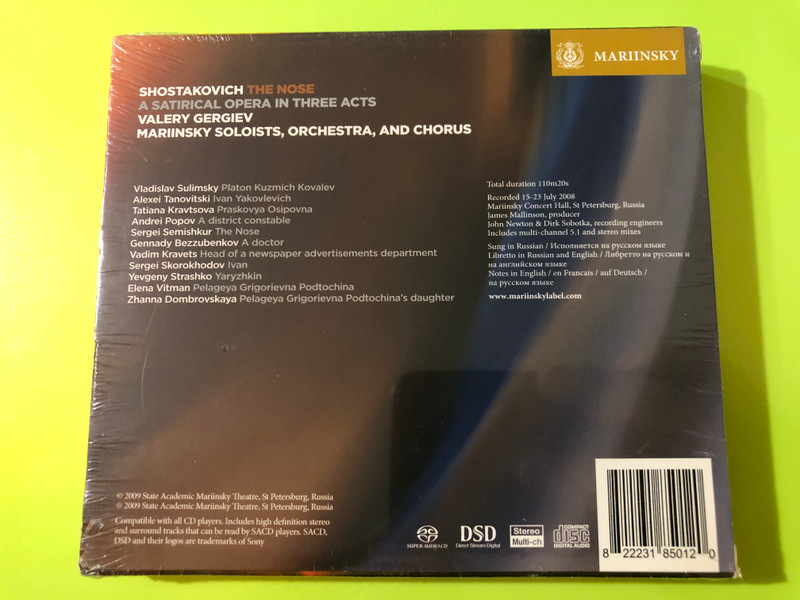 MARIINSKY
SHOSTAKOVICH THE NOSE
A SATIRICAL OPERA IN THREE ACTS
VALERY GERGIEV
MARIINSKY SOLOISTS, ORCHESTRA, AND CHORUS
Vladislav Sulimsky Platon Kuzmich Kovalev
Alexei Tanovitski Ivan Yakovlevich
Tatiana Kravtsova Praskovya Osipovna
Andrei Popov A district constable
Sergei Semishkur The Nose
Gennady Bezzubenkov A doctor
Vadim Kravets Head of a newspaper advertisements department
Sergei Skorokhodov Ivan
Yevgeny Strashko Yaryzhkin
Elena Vitman Pelageya Grigorievna Podtochina
Zhanna Dombrovskaya Pelageya Grigorievna Podtochina's daughter
Total duration 110m20s
Recorded 15-23 July 2008
Mariinsky Concert Hall, St Petersburg, Russia
James Mallinson, producer
John Newton & Dirk Sobotka, recording engineers
Includes multi-channel 5.1 and stereo mixes
Sung in Russian / Исполняется на русском языке
Libretto in Russian and English / Либретто на русском и
на английском языке
Notes in English / en Francais / auf Deutsch /
на русском языке
www.mariinskylabel.com
© 2009 State Academic Mariinsky Theatre, St Petersburg, Russia
℗ 2009 State Academic Mariinsky Theatre, St Petersburg, Russia
Compatible with all CD players. Includes high definition stereo
and surround tracks that can be read by SACD players. SACD,
DSD and their logos are trademarks of Sony
SUPER AUDIO CD
DSD
Direct Stream Digital
Stereo
Multi-ch
COMPACT
disc
DIGITAL AUDIO
8 22231 85012 0